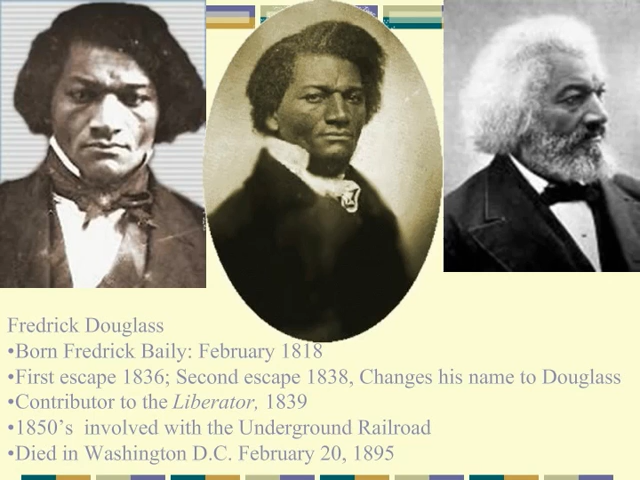 Fredrick Douglass
•Born Fredrick Baily: February 1818
•First escape 1836; Second escape 1838, Changes his name to Douglass
•Contributor to the Liberator, 1839
•1850’s  involved with the Underground Railroad
•Died in Washington D.C. February 20, 1895